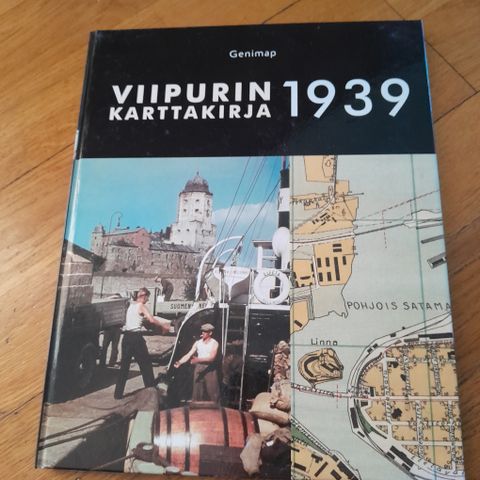 Genimap
VIIPURIN
KARTTAKIRJA
1939
POHJOIS SATAMA
Linna